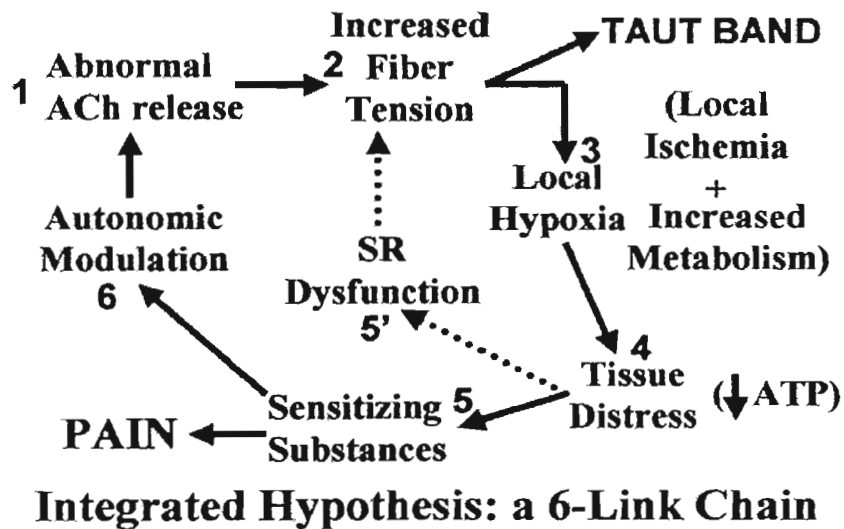 1 Abnormal
ACh release
2 Increased
Fiber
Tension
TAUT BAND
3
Local
Hypoxia
(Local
Ischemia
+
Increased
Metabolism)
4
Tissue
Distress
(↓ ATP)
5
Sensitizing
Substances
PAIN
SR
Dysfunction
5'
Autonomic
Modulation
6
Integrated Hypothesis: a 6-Link Chain